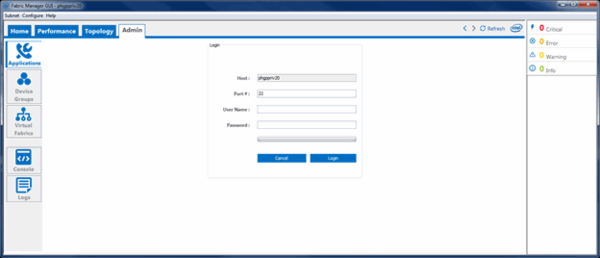 Fabric Manager GUI - phgppriv20
Subnet Configure Help
Home Performance Topology Admin Refresh intel
Applications
Device Groups
Virtual Fabrics
Console
Logs
Login
Host : phgppriv20
Port # : 22
User Name :
Password :
Cancel Login
0 Critical
0 Error
0 Warning
0 Info